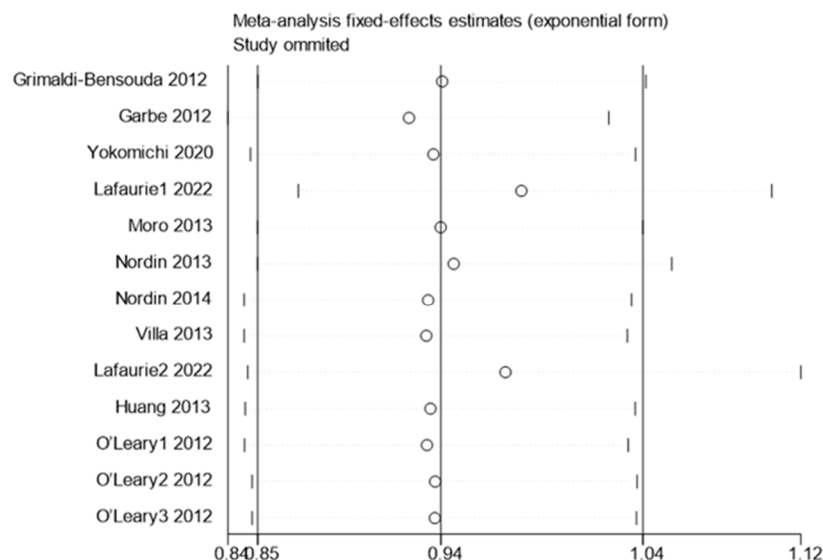 Meta-analysis fixed-effects estimates (exponential form)
Study ommited
Grimaldi-Bensouda 2012
Garbe 2012
Yokomichi 2020
Lafaurie1 2022
Moro 2013
Nordin 2013
Nordin 2014
Villa 2013
Lafaurie2 2022
Huang 2013
O'Leary1 2012
O'Leary2 2012
O'Leary3 2012
0.84 0.85 0.94 1.04 1.12